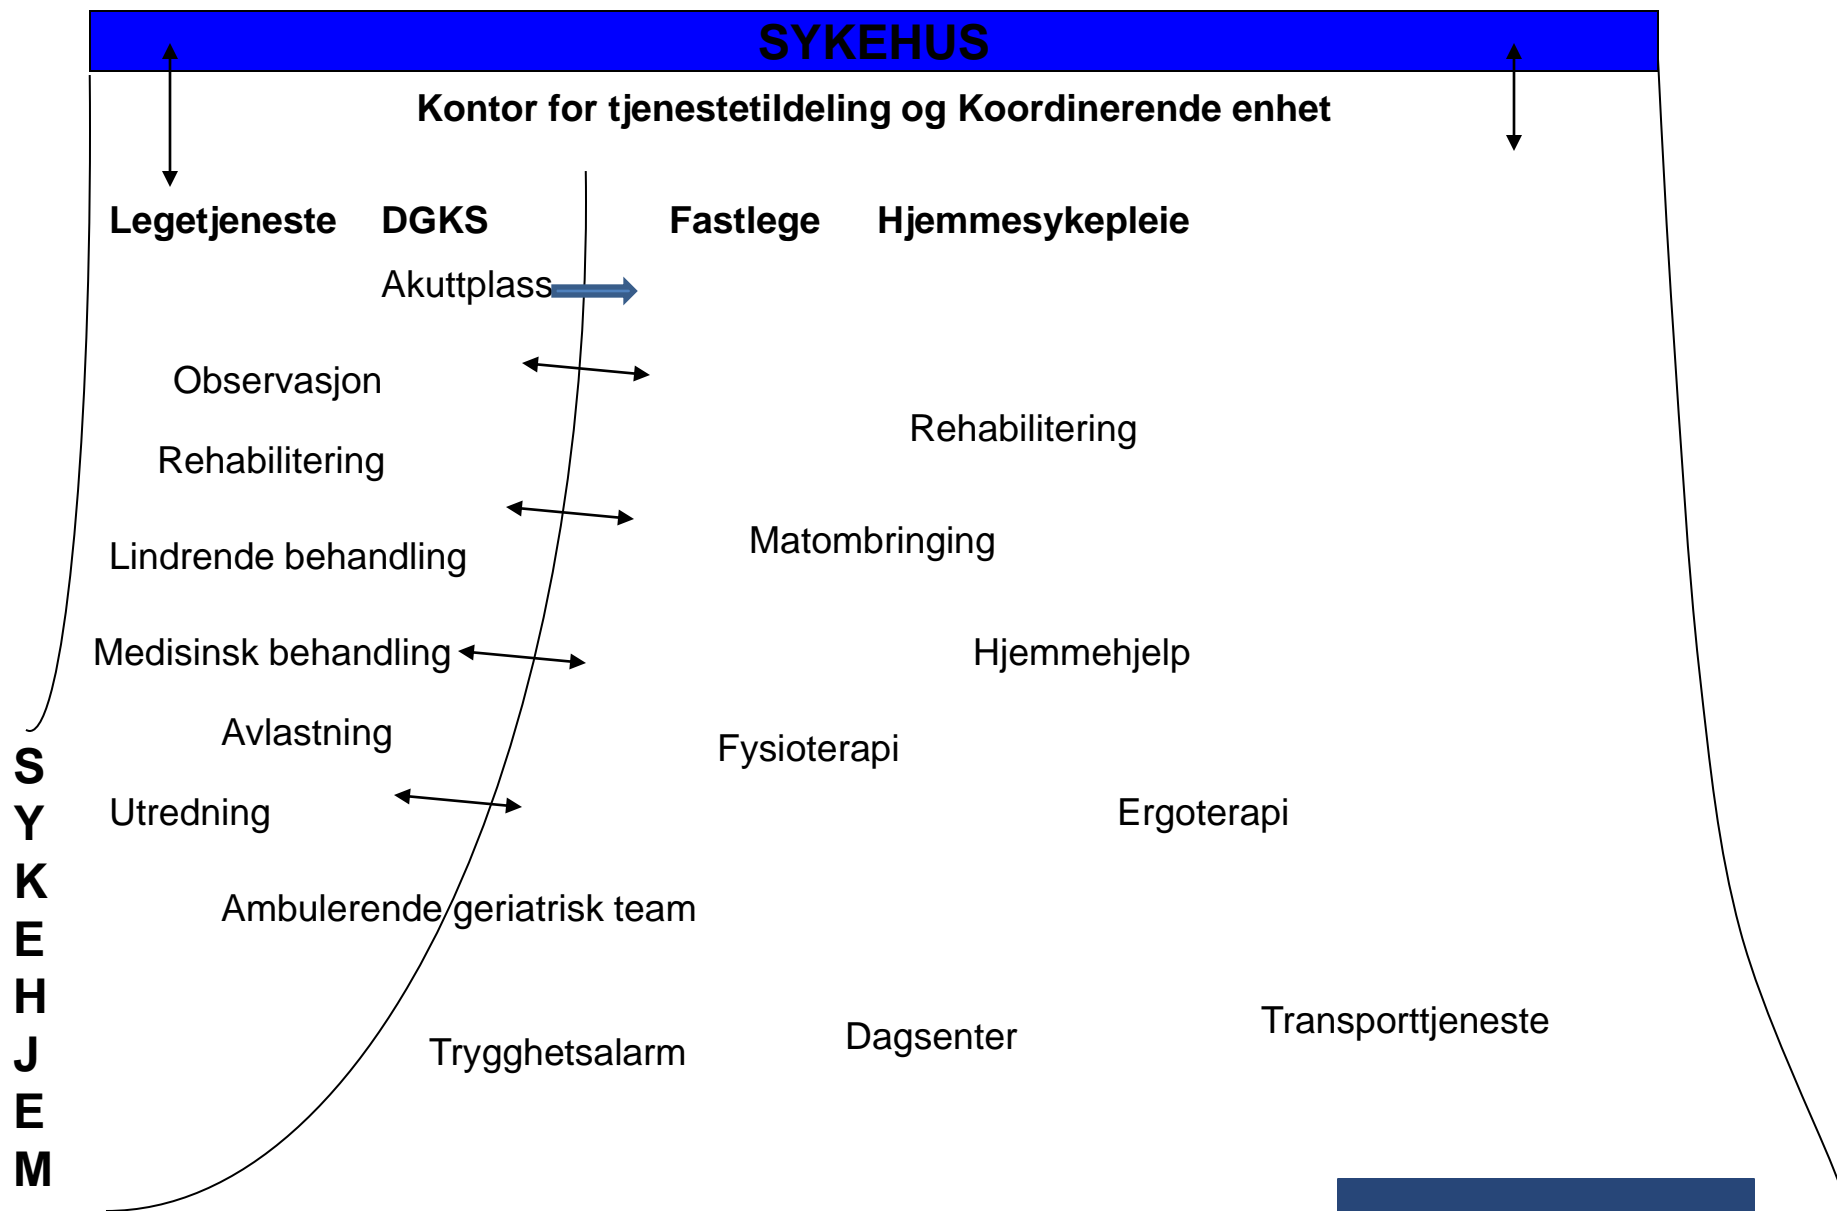 SYKEHUS
Kontor for tjenestetildeling og Koordinerende enhet
Legetjeneste DGKS Fastlege Hjemmesykepleie
Akuttplass
Observasjon
Rehabilitering
Rehabilitering
Lindrende behandling
Matombringing
Medisinsk behandling
Hjemmehjelp
Avlastning
Fysioterapi
Utredning
Ergoterapi
Ambulerende geriatrisk team
Trygghetsalarm
Dagsenter
Transporttjeneste
S
Y
K
E
H
J
E
M